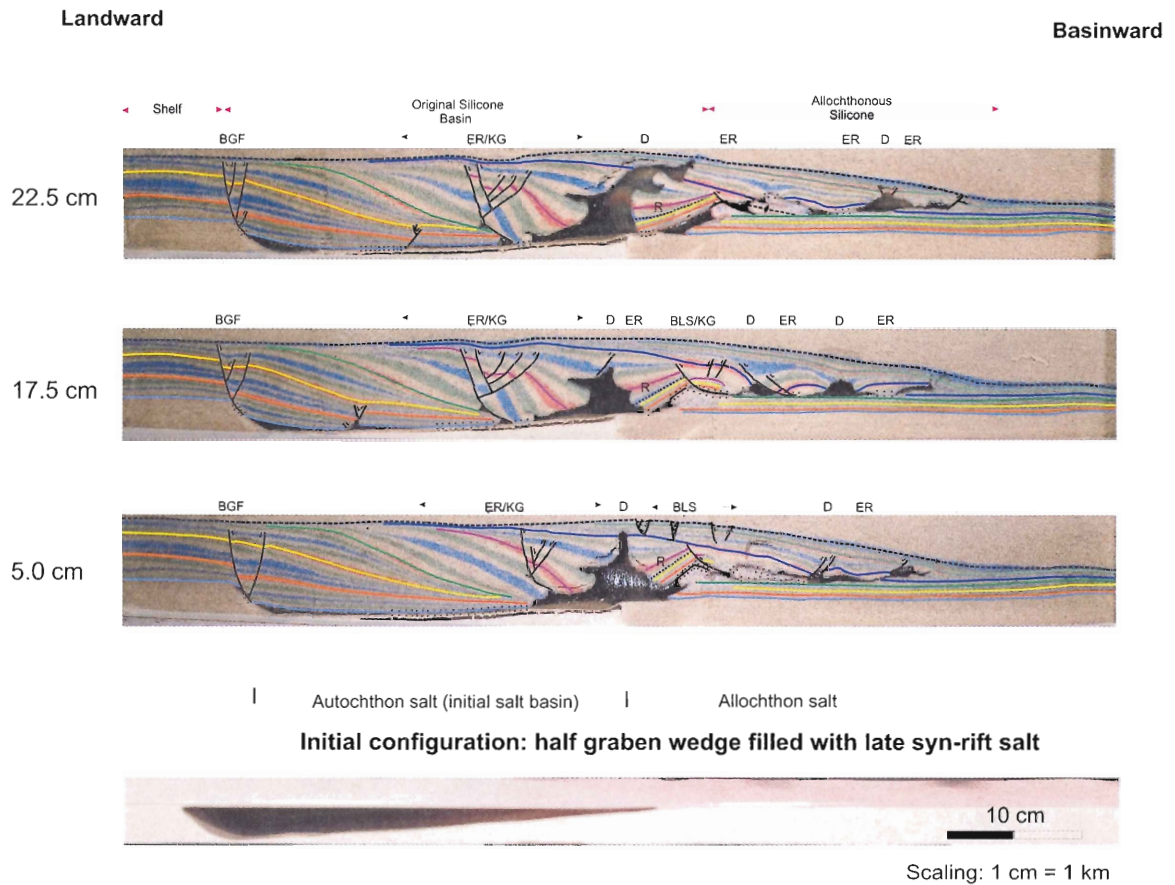 Landward
Basinward
Shelf
Original Silicone
Basin
Allochthonous
Silicone
BGF ER/KG D ER ER D ER
22.5 cm
R
BGF ER/KG D ER BLS/KG D ER D ER
17.5 cm
R
BGF ER/KG D BLS D ER
5.0 cm
R
Autochthon salt (initial salt basin) Allochthon salt
Initial configuration: half graben wedge filled with late syn-rift salt
10 cm
Scaling: 1 cm = 1 km